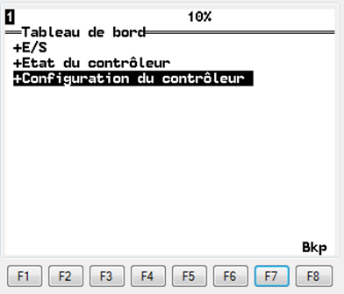 1 10%
Tableau de bord
+E/S
+Etat du contrôleur
+Configuration du contrôleur
Bkp
F1 F2 F3 F4 F5 F6 F7 F8